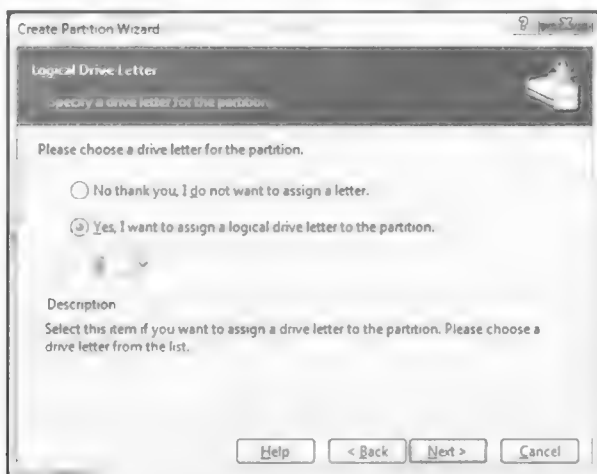 Create Partition Wizard
Logical Drive Letter
Specify a drive letter for the partition.
Please choose a drive letter for the partition.
No thank you, I do not want to assign a letter.
Yes, I want to assign a logical drive letter to the partition.
Description
Select this item if you want to assign a drive letter to the partition. Please choose a
drive letter from the list.
Help < Back Next > Cancel